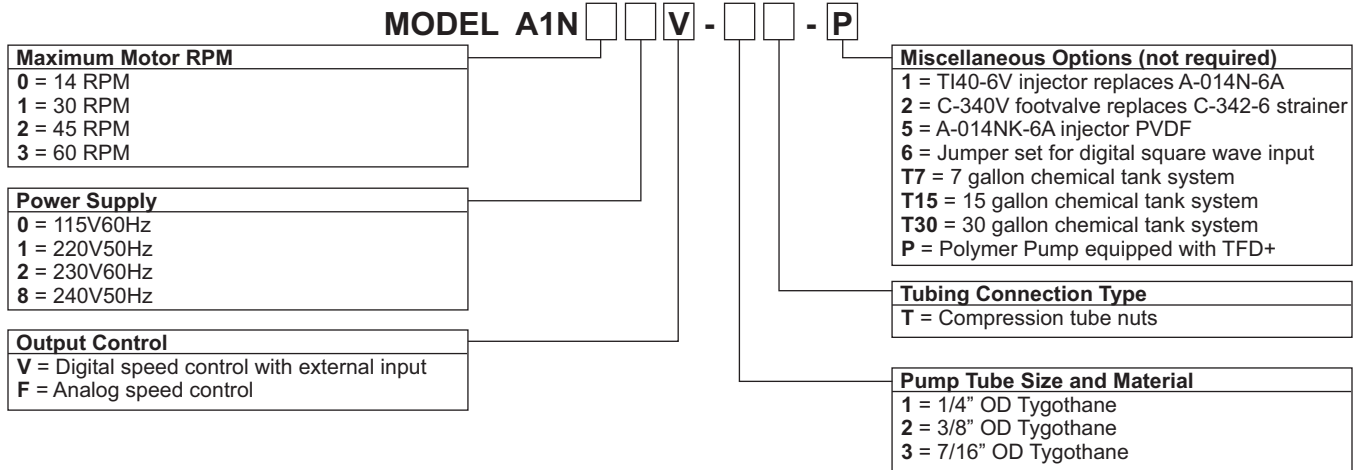 MODEL A1N V - - P
Maximum Motor RPM
0 = 14 RPM
1 = 30 RPM
2 = 45 RPM
3 = 60 RPM
Power Supply
0 = 115V60Hz
1 = 220V50Hz
2 = 230V60Hz
8 = 240V50Hz
Output Control
V = Digital speed control with external input
F = Analog speed control
Miscellaneous Options (not required)
1 = TI40-6V injector replaces A-014N-6A
2 = C-340V footvalve replaces C-342-6 strainer
5 = A-014NK-6A injector PVDF
6 = Jumper set for digital square wave input
T7 = 7 gallon chemical tank system
T15 = 15 gallon chemical tank system
T30 = 30 gallon chemical tank system
P = Polymer Pump equipped with TFD+
Tubing Connection Type
T = Compression tube nuts
Pump Tube Size and Material
1 = 1/4” OD Tygothane
2 = 3/8” OD Tygothane
3 = 7/16” OD Tygothane